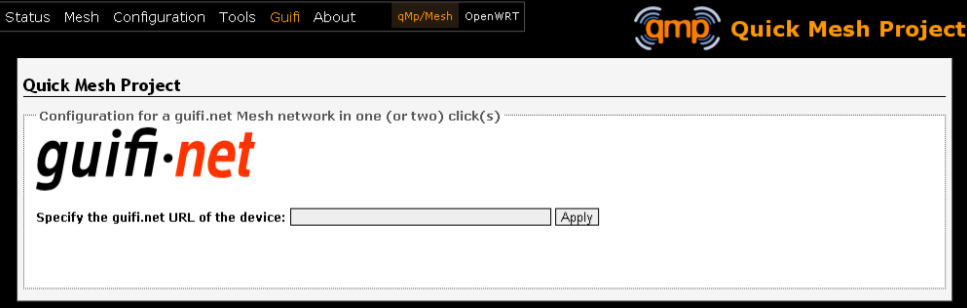 Status Mesh Configuration Tools Guifi About qMp/Mesh OpenWRT
qmp Quick Mesh Project
Quick Mesh Project
Configuration for a guifi.net Mesh network in one (or two) click(s)
guifi·net
Specify the guifi.net URL of the device: Apply